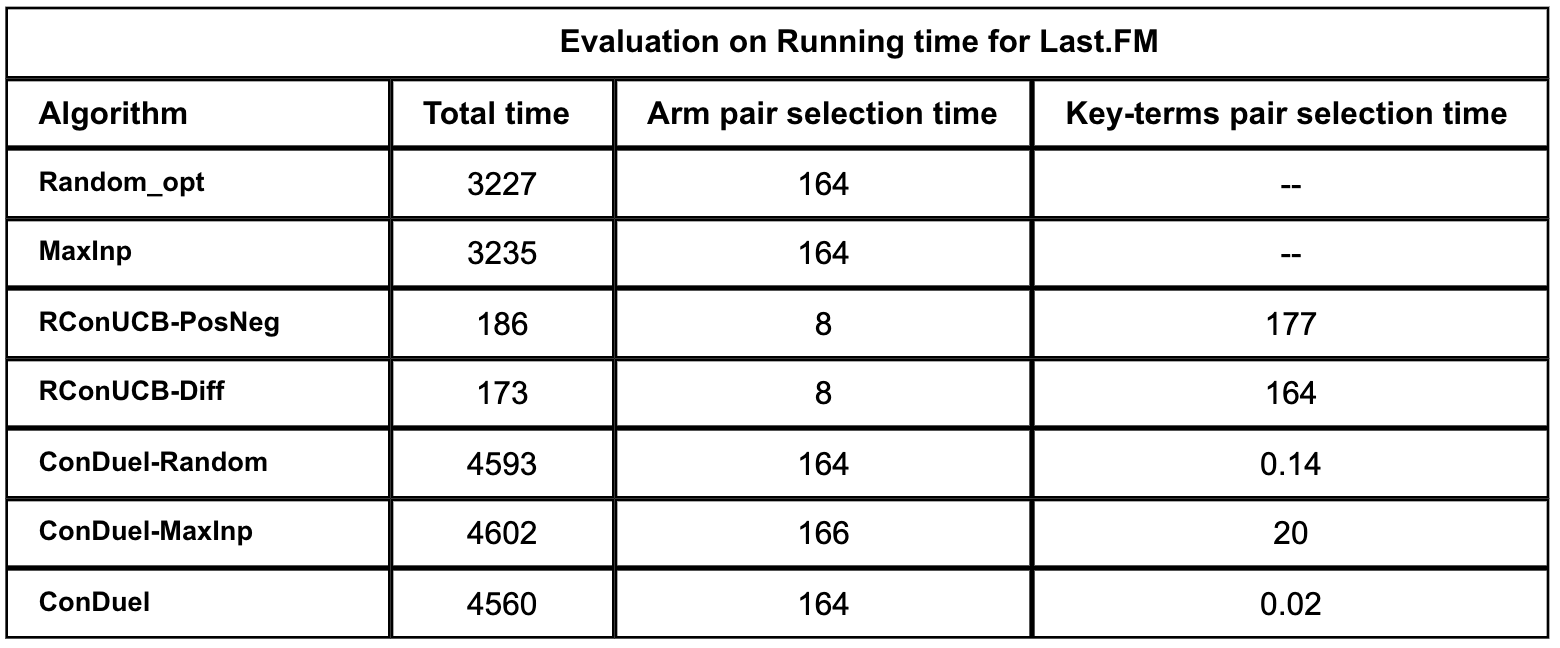 Evaluation on Running time for Last.FM
Algorithm Total time Arm pair selection time Key-terms pair selection time
Random_opt 3227 164 --
MaxInp 3235 164 --
RConUCB-PosNeg 186 8 177
RConUCB-Diff 173 8 164
ConDuel-Random 4593 164 0.14
ConDuel-MaxInp 4602 166 20
ConDuel 4560 164 0.02